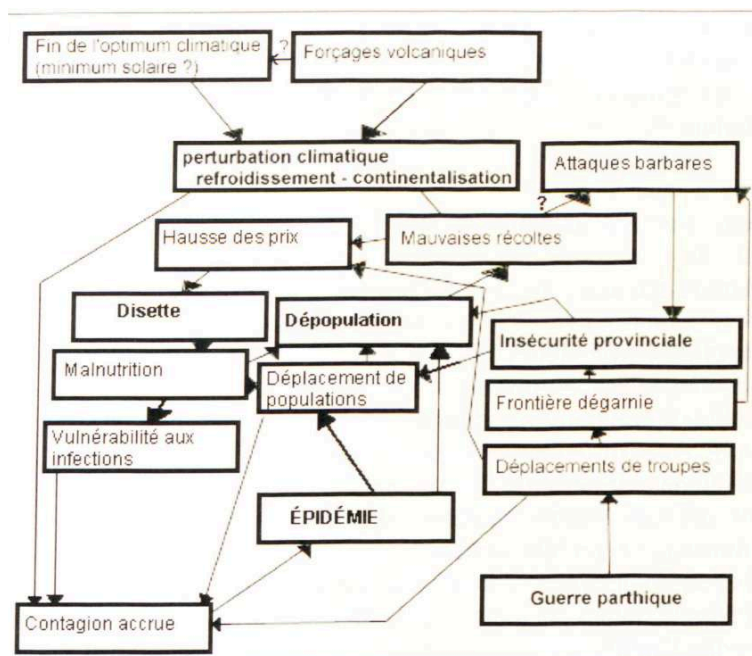 Fin de l'optimum climatique
(minimum solaire ?)
?
Forçages volcaniques
perturbation climatique
refroidissement - continentalisation
Attaques barbares
?
Hausse des prix
Mauvaises récoltes
Disette
Dépopulation
Insécurité provinciale
Malnutrition
Déplacement de
populations
Frontière dégarnie
Vulnérabilité aux
infections
Déplacements de troupes
ÉPIDÉMIE
Guerre parthique
Contagion accrue